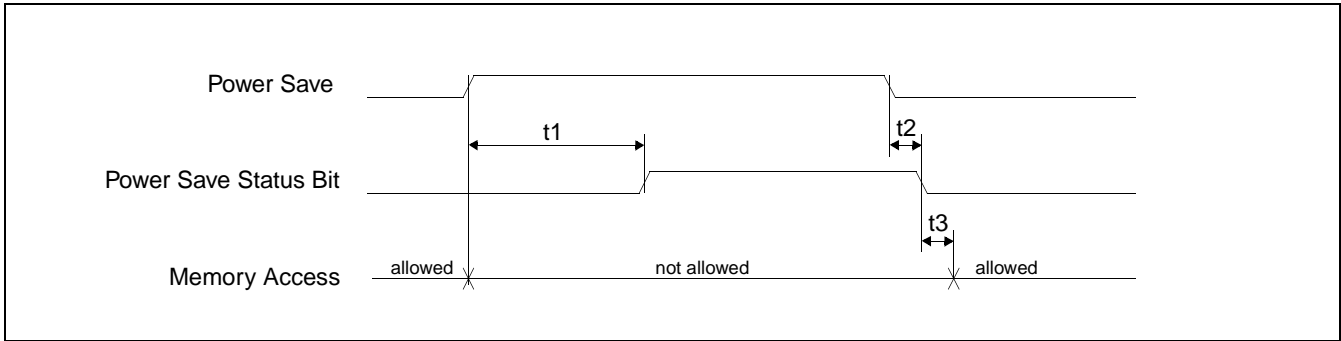 Power Save
t1
t2
Power Save Status Bit
t3
Memory Access
allowed
not allowed
allowed